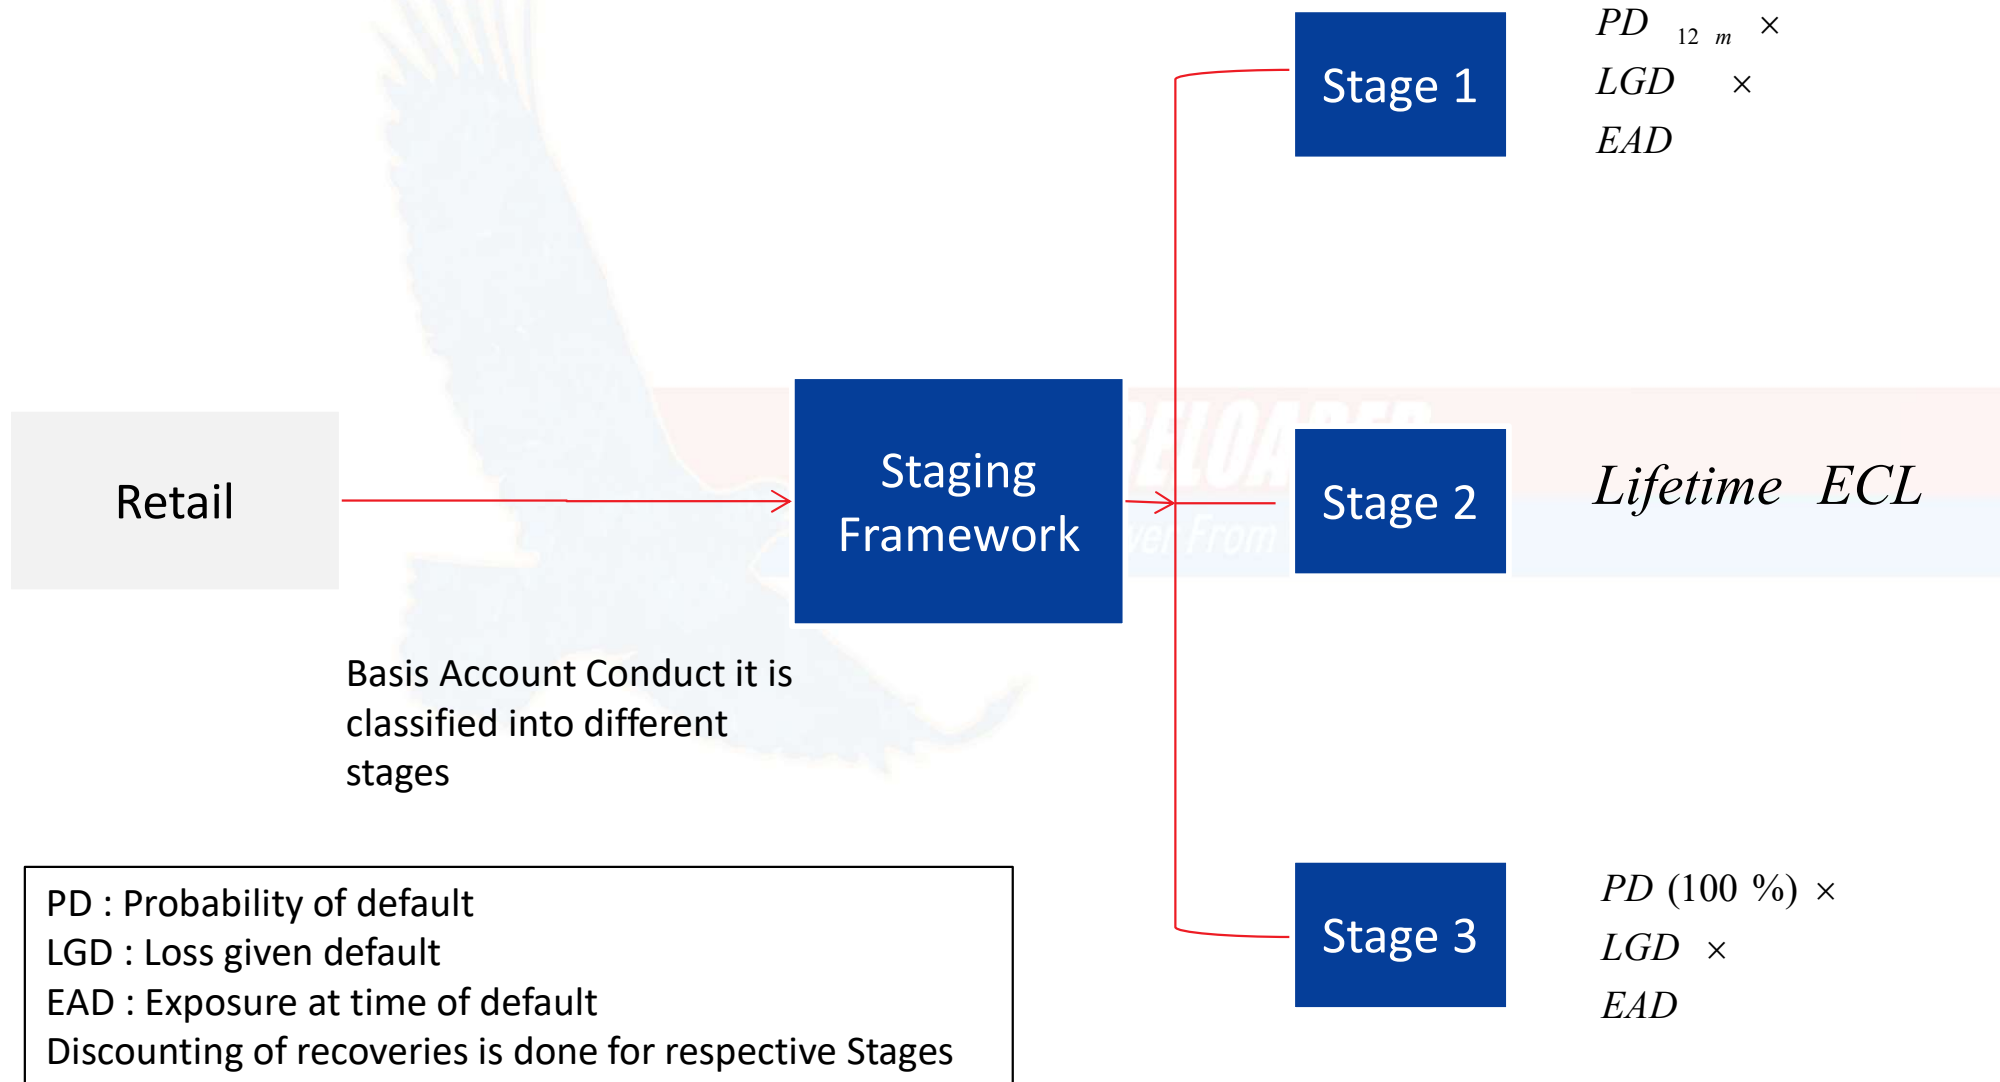 Retail
Basis Account Conduct it is
classified into different
stages
Staging
Framework
Stage 1
PD 12 m ×
LGD ×
EAD
Stage 2
Lifetime ECL
Stage 3
PD (100 %) ×
LGD ×
EAD
PD : Probability of default
LGD : Loss given default
EAD : Exposure at time of default
Discounting of recoveries is done for respective Stages